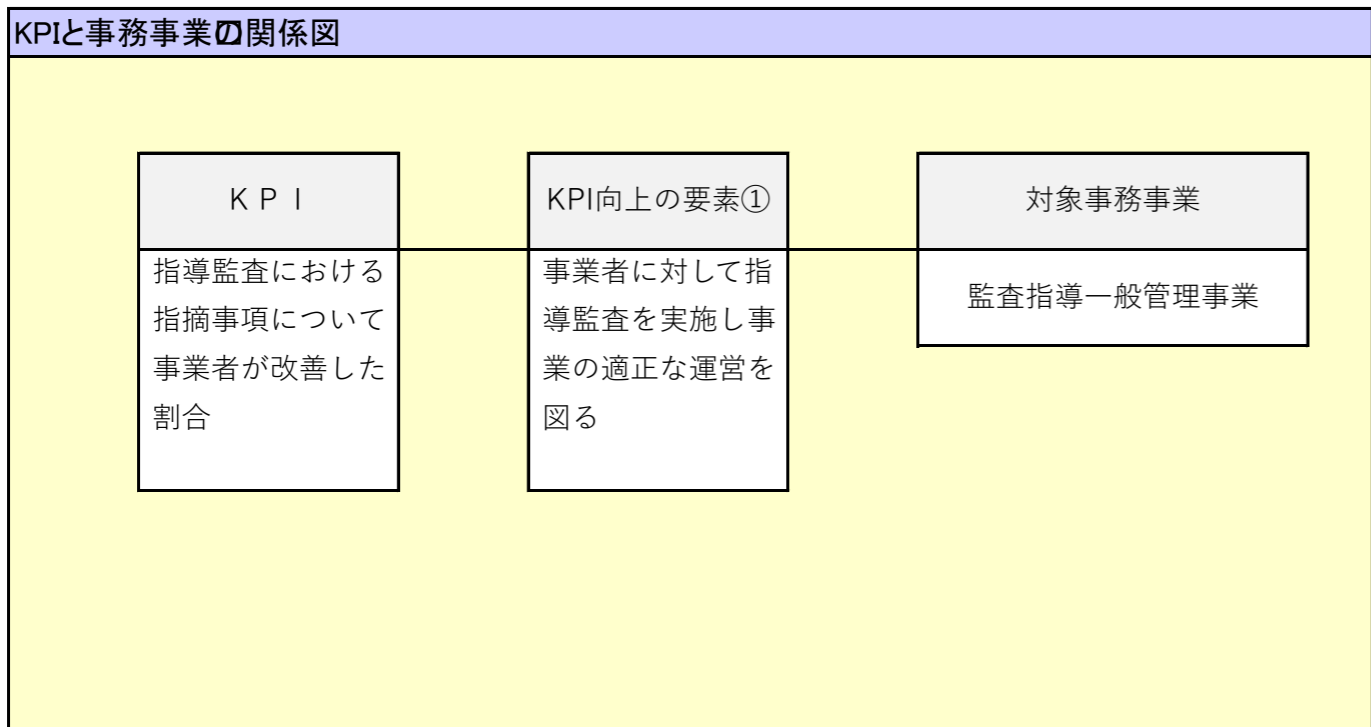 KPIと事務事業の関係図
ＫＰＩ
指導監査における
指摘事項について
事業者が改善した
割合
KPI向上の要素①
事業者に対して指
導監査を実施し事
業の適正な運営を
図る
対象事務事業
監査指導一般管理事業